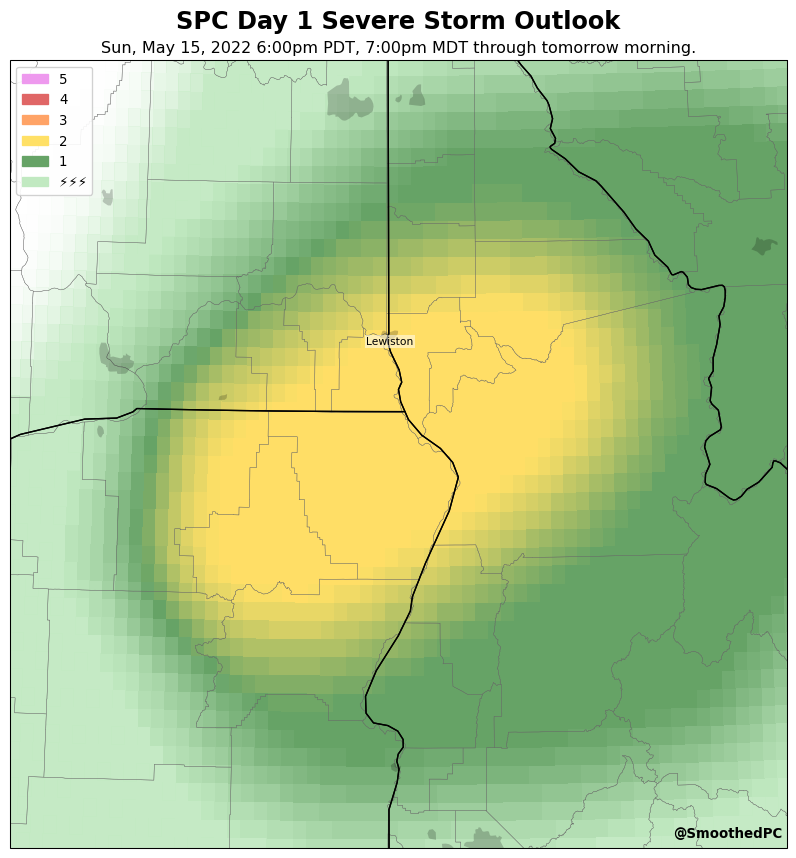 SPC Day 1 Severe Storm Outlook
Sun, May 15, 2022 6:00pm PDT, 7:00pm MDT through tomorrow morning.
5
4
3
2
1
⚡⚡⚡
Lewiston
@SmoothedPC